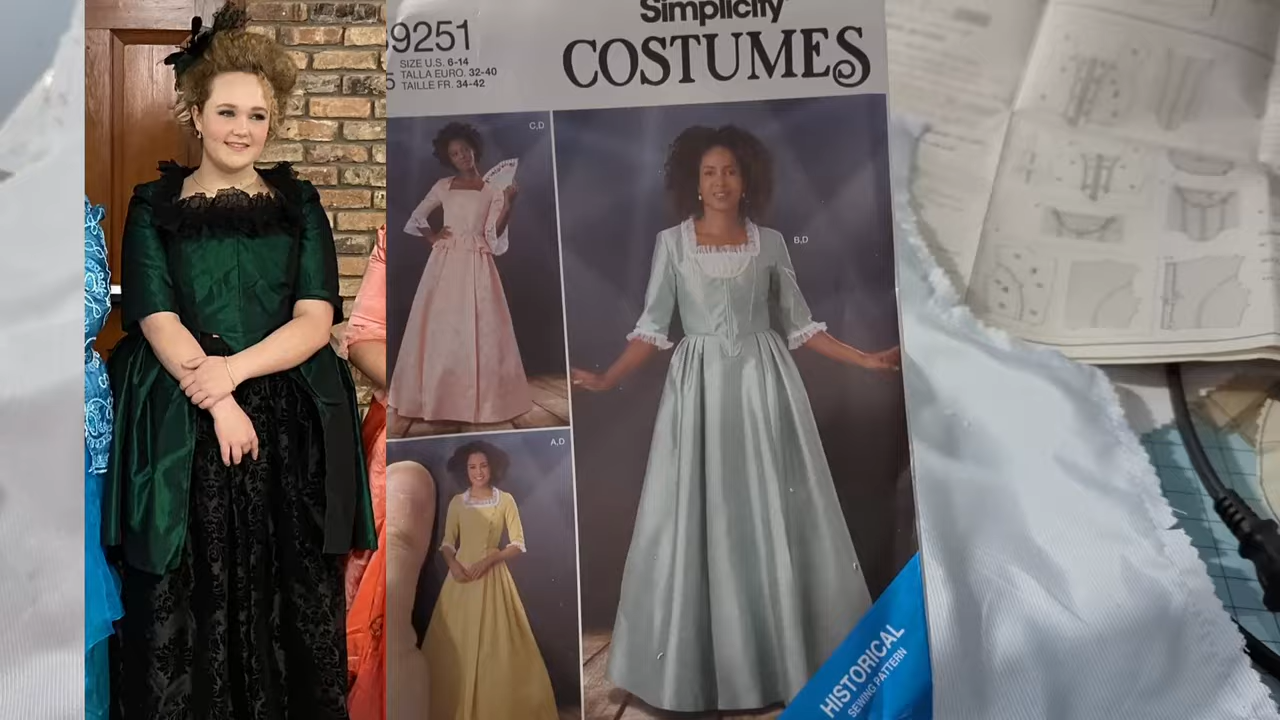 Simplicity
9251
COSTUMES
SIZE U.S. 6-14
TALLA EURO. 32-40
TAILLE FR. 34-42
C,D
B,D
A,D
HISTORICAL
SEWING PATTERN